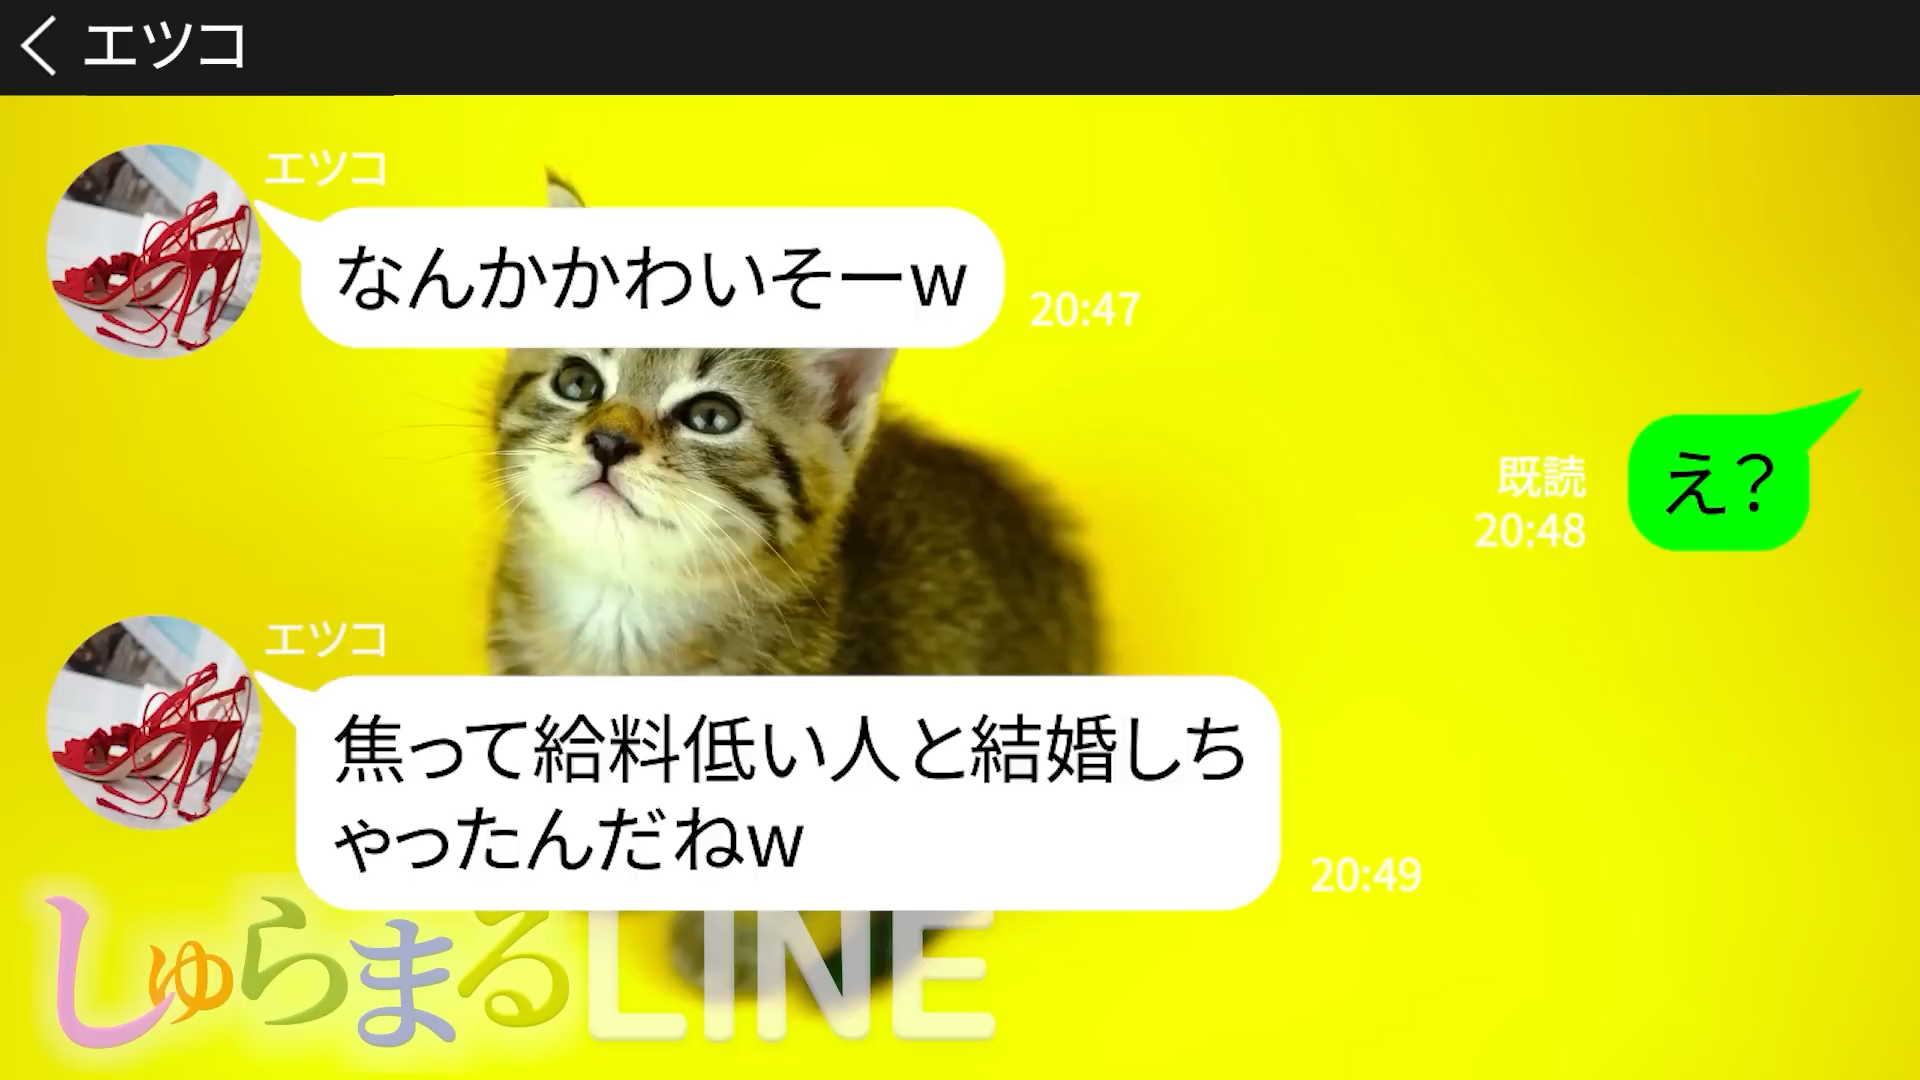 エツコ
エツコ
なんかかわいそーw
20:47
え?
既読
20:48
エツコ
焦って給料低い人と結婚しち
ゃったんだねw
20:49
しゅらまるLINE